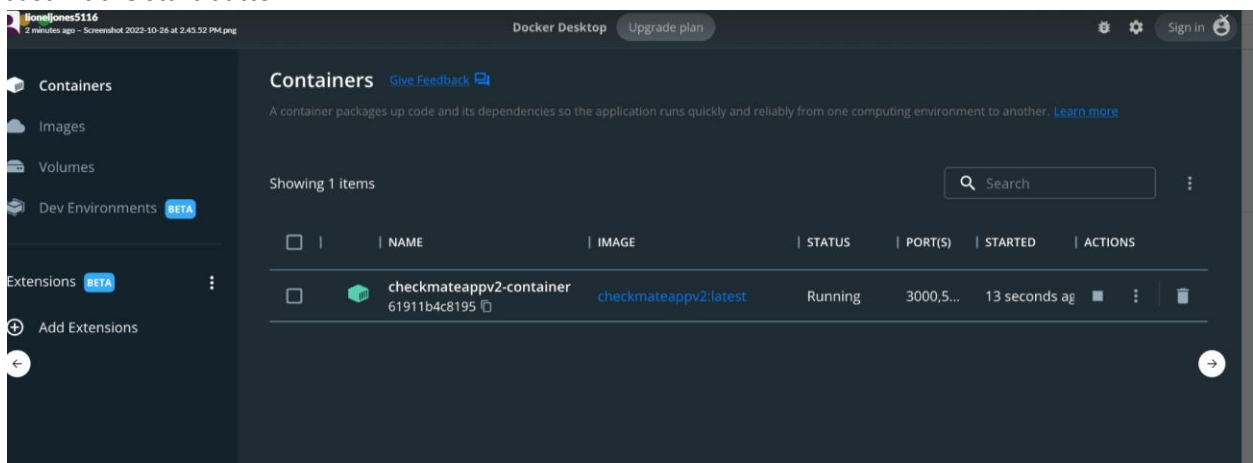 lioneljones5116
2 minutes ago – Screenshot 2022-10-26 at 2.45.52 PM.png
Docker Desktop
Upgrade plan
Sign in
Containers
Images
Volumes
Dev Environments BETA
Extensions BETA
Add Extensions
Containers Give Feedback
A container packages up code and its dependencies so the application runs quickly and reliably from one computing environment to another. Learn more
Showing 1 items
Search
NAME IMAGE STATUS PORT(S) STARTED ACTIONS
checkmateappv2-container checkmateappv2:latest Running 3000,5... 13 seconds ag
61911b4c8195